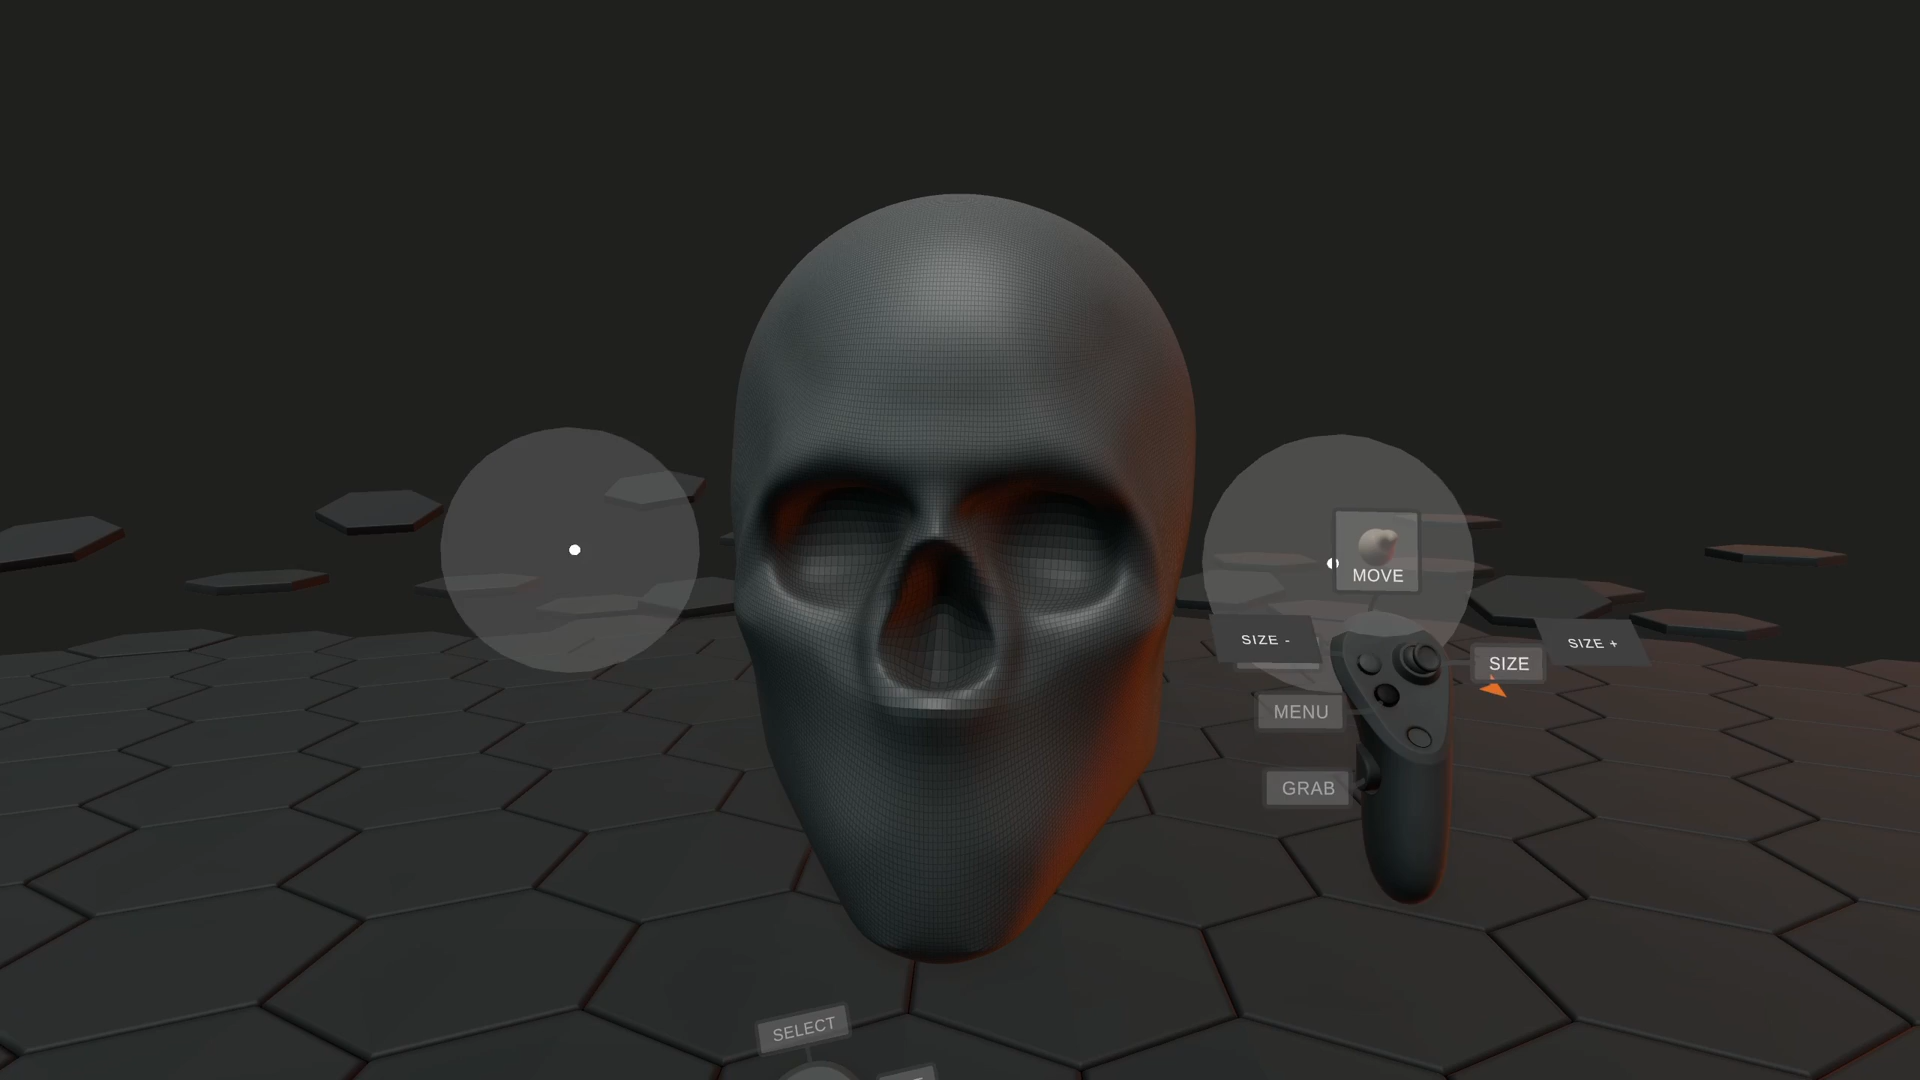 MOVE
SIZE -
SIZE +
SIZE
MENU
GRAB
SELECT